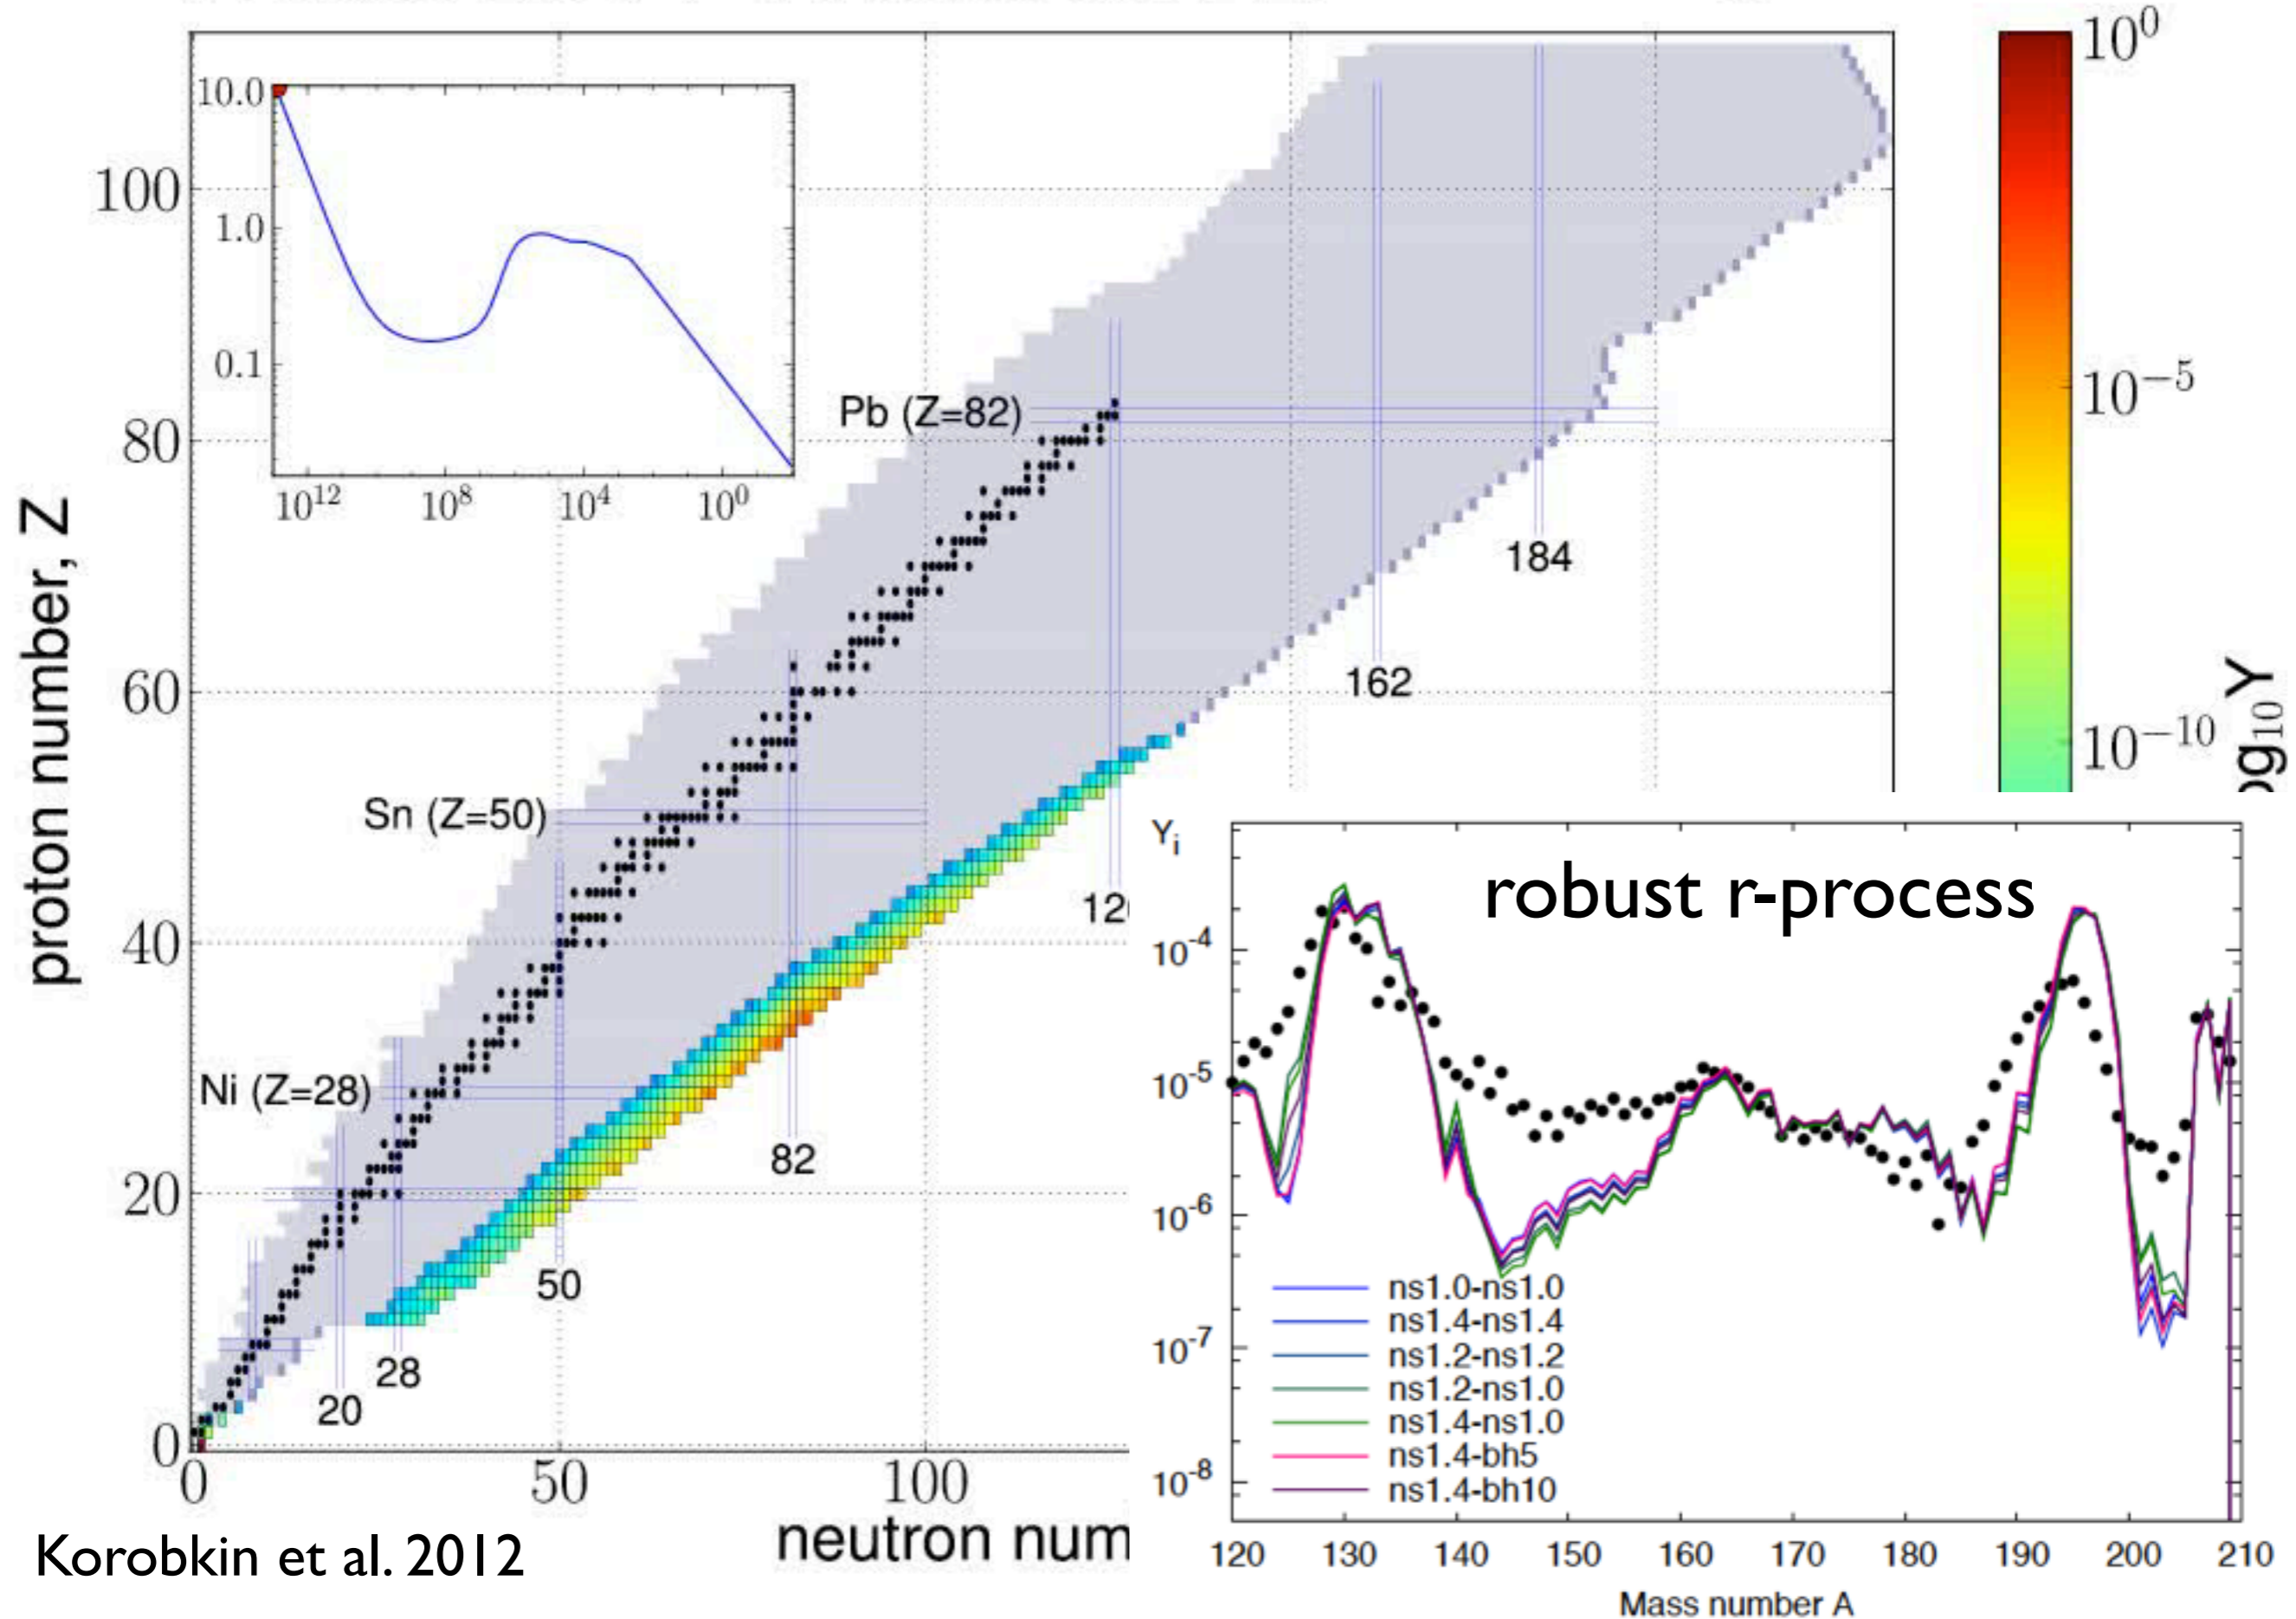 10.0
1.0
0.1
10^12 10^8 10^4 10^0
10^0
10^-5
10^-10
Y
100
80
60
40
20
0
proton number, Z
Pb (Z=82)
Sn (Z=50)
Ni (Z=28)
184
162
82
50
28
20
0 50 100
neutron num
Korobkin et al. 2012
Y_i
robust r-process
10^-4
10^-5
10^-6
10^-7
10^-8
ns1.0-ns1.0
ns1.4-ns1.4
ns1.2-ns1.2
ns1.2-ns1.0
ns1.4-ns1.0
ns1.4-bh5
ns1.4-bh10
120 130 140 150 160 170 180 190 200 210
Mass number A